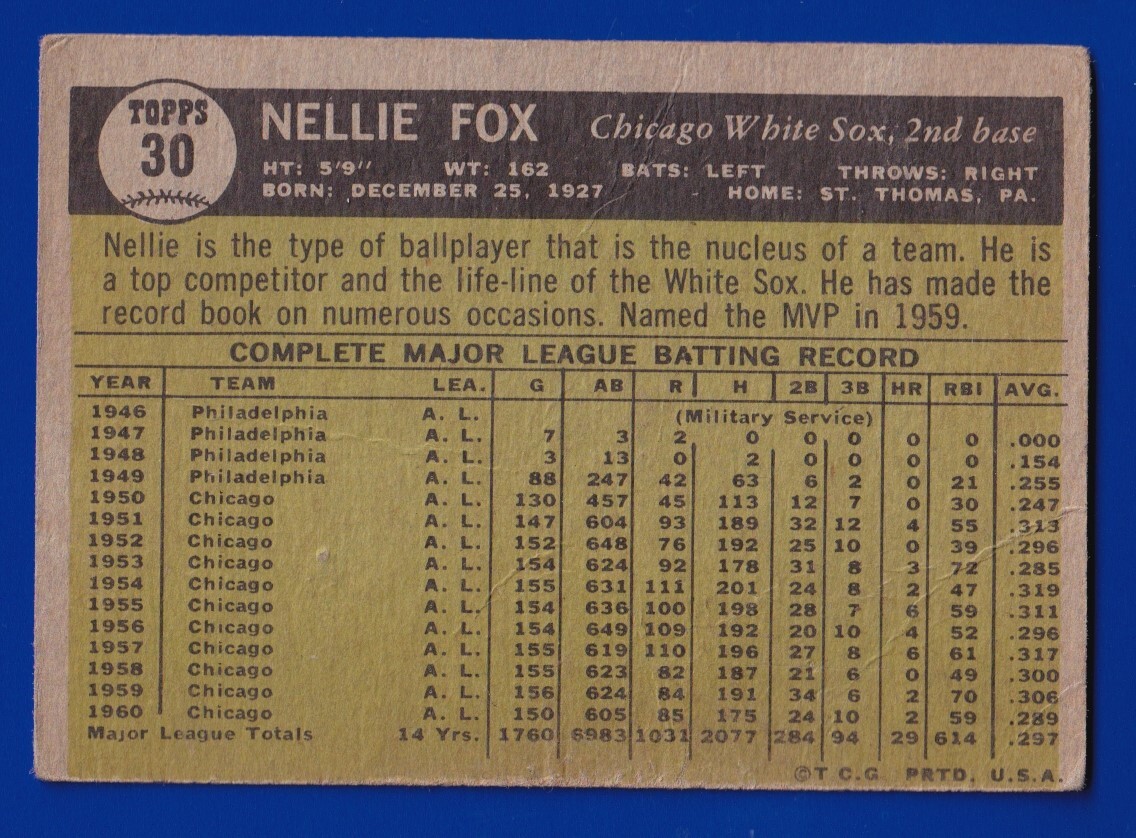 TOPPS
30
NELLIE FOX Chicago White Sox, 2nd base
HT: 5'9" WT: 162 BATS: LEFT THROWS: RIGHT
BORN: DECEMBER 25, 1927 HOME: ST. THOMAS, PA.
Nellie is the type of ballplayer that is the nucleus of a team. He is
a top competitor and the life-line of the White Sox. He has made the
record book on numerous occasions. Named the MVP in 1959.
COMPLETE MAJOR LEAGUE BATTING RECORD
YEAR TEAM LEA. G AB R H 2B 3B HR RBI AVG.
1946 Philadelphia A. L. (Military Service)
1947 Philadelphia A. L. 7 3 2 0 0 0 0 0 .000
1948 Philadelphia A. L. 3 13 0 2 0 0 0 0 .154
1949 Philadelphia A. L. 88 247 42 63 6 2 0 21 .255
1950 Chicago A. L. 130 457 45 113 12 7 0 30 .247
1951 Chicago A. L. 147 604 93 189 32 12 4 55 .313
1952 Chicago A. L. 152 648 76 192 25 10 0 39 .296
1953 Chicago A. L. 154 624 92 178 31 8 3 72 .285
1954 Chicago A. L. 155 631 111 201 24 8 2 47 .319
1955 Chicago A. L. 154 636 100 198 28 7 6 59 .311
1956 Chicago A. L. 154 649 109 192 20 10 4 52 .296
1957 Chicago A. L. 155 619 110 196 27 8 6 61 .317
1958 Chicago A. L. 155 623 82 187 21 6 0 49 .300
1959 Chicago A. L. 156 624 84 191 34 6 2 70 .306
1960 Chicago A. L. 150 605 85 175 24 10 2 59 .289
Major League Totals 14 Yrs. 1760 6983 1031 2077 284 94 29 614 .297
©T.C.G. PRTD. U.S.A.